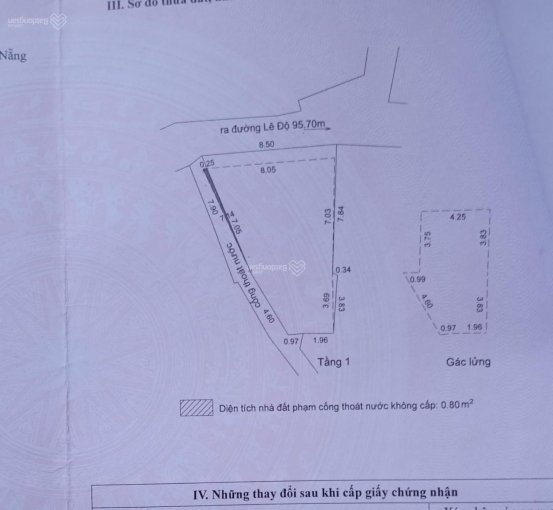 III. Sơ đồ thửa đất,
Batdongsan
Nẵng
ra đường Lê Độ 95,70m
8.50
0.25
8.05
7.90
7.05
cống thoát nước
4.60
7.03
7.84
0.34
3.69
3.83
0.97
1.96
Tầng 1
4.25
3.75
3.83
0.99
4.60
3.83
0.97
1.96
Gác lửng
Batdongsan
Diện tích nhà đất phạm cống thoát nước không cấp: 0.80m²
IV. Những thay đổi sau khi cấp giấy chứng nhận